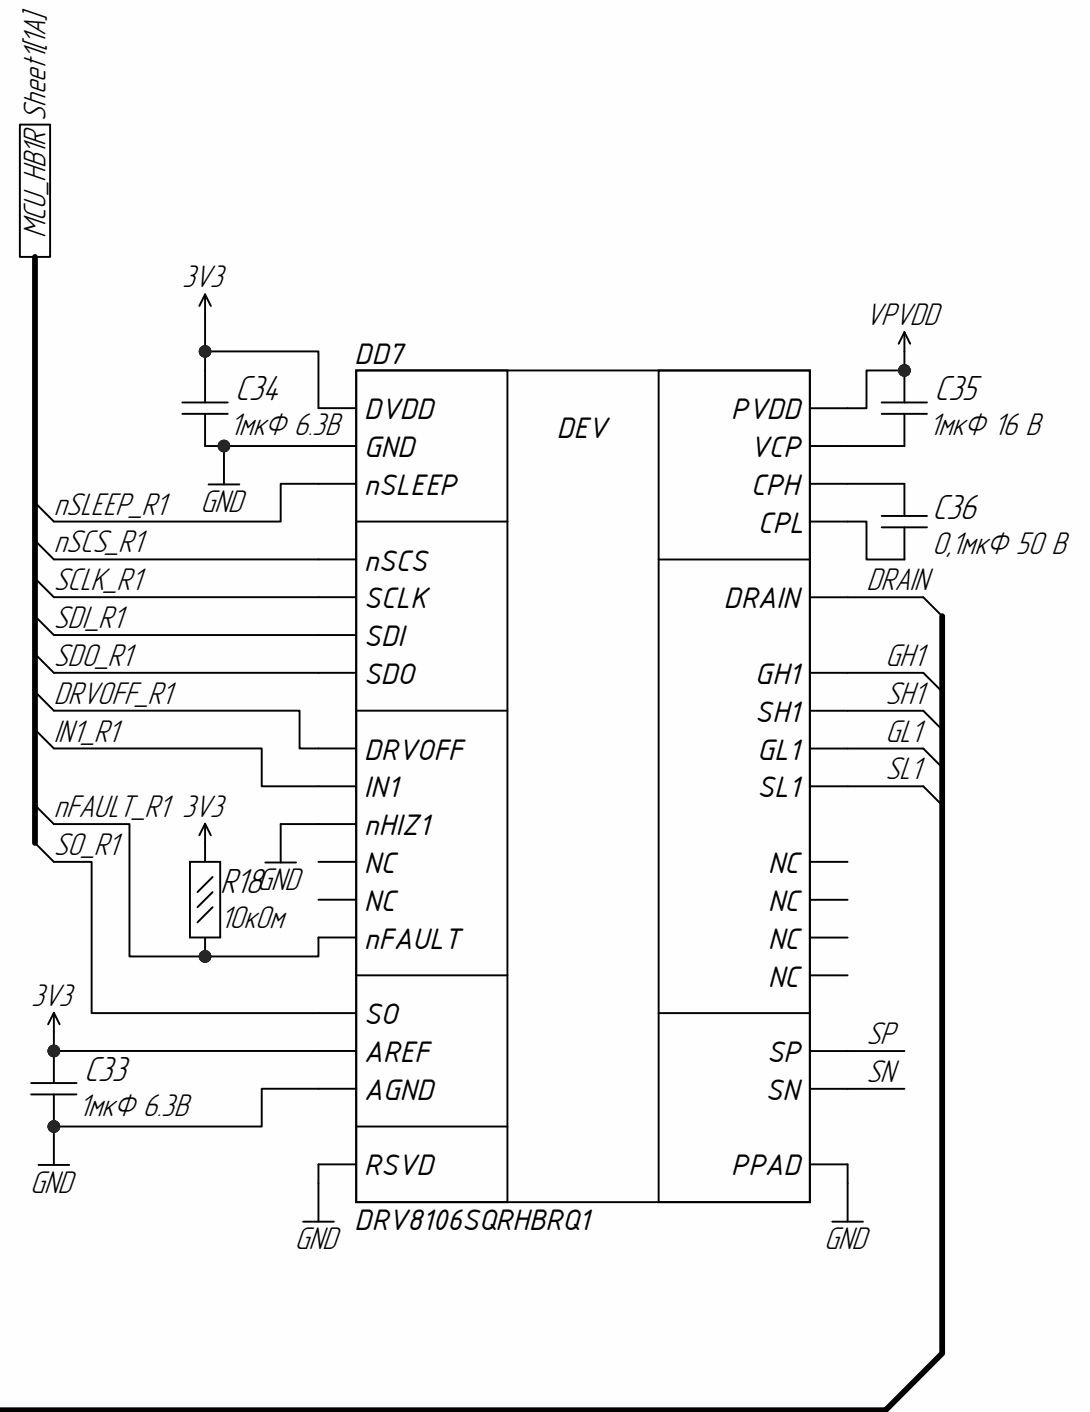 MCU_HB1R Sheet1[1A]
3V3
VPVDD
DD7
C34
1мкФ 6.3В
GND
DVDD
GND
nSLEEP
DEV
PVDD
VCP
CPH
CPL
C35
1мкФ 16 В
C36
0,1мкФ 50 В
nSLEEP_R1
nSCS_R1
SCLK_R1
SDI_R1
SDO_R1
DRVOFF_R1
IN1_R1
nFAULT_R1
SO_R1
nSCS
SCLK
SDI
SDO
DRVOFF
IN1
nHIZ1
NC
NC
nFAULT
3V3
R18
10кОм
GND
DRAIN
GH1
SH1
GL1
SL1
NC
NC
NC
NC
DRAIN
GH1
SH1
GL1
SL1
3V3
C33
1мкФ 6.3В
GND
SO
AREF
AGND
RSVD
GND
SP
SN
PPAD
SP
SN
GND
DRV8106SQRHBRQ1